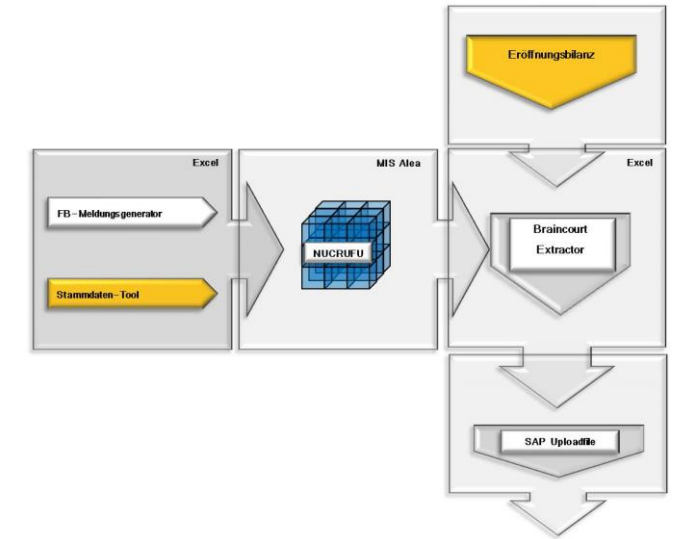 Eröffnungsbilanz
Excel
FB-Meldungsgenerator
Stammdaten-Tool
MIS Alea
NUCRUFU
Excel
Braincourt
Extractor
SAP Uploadfile